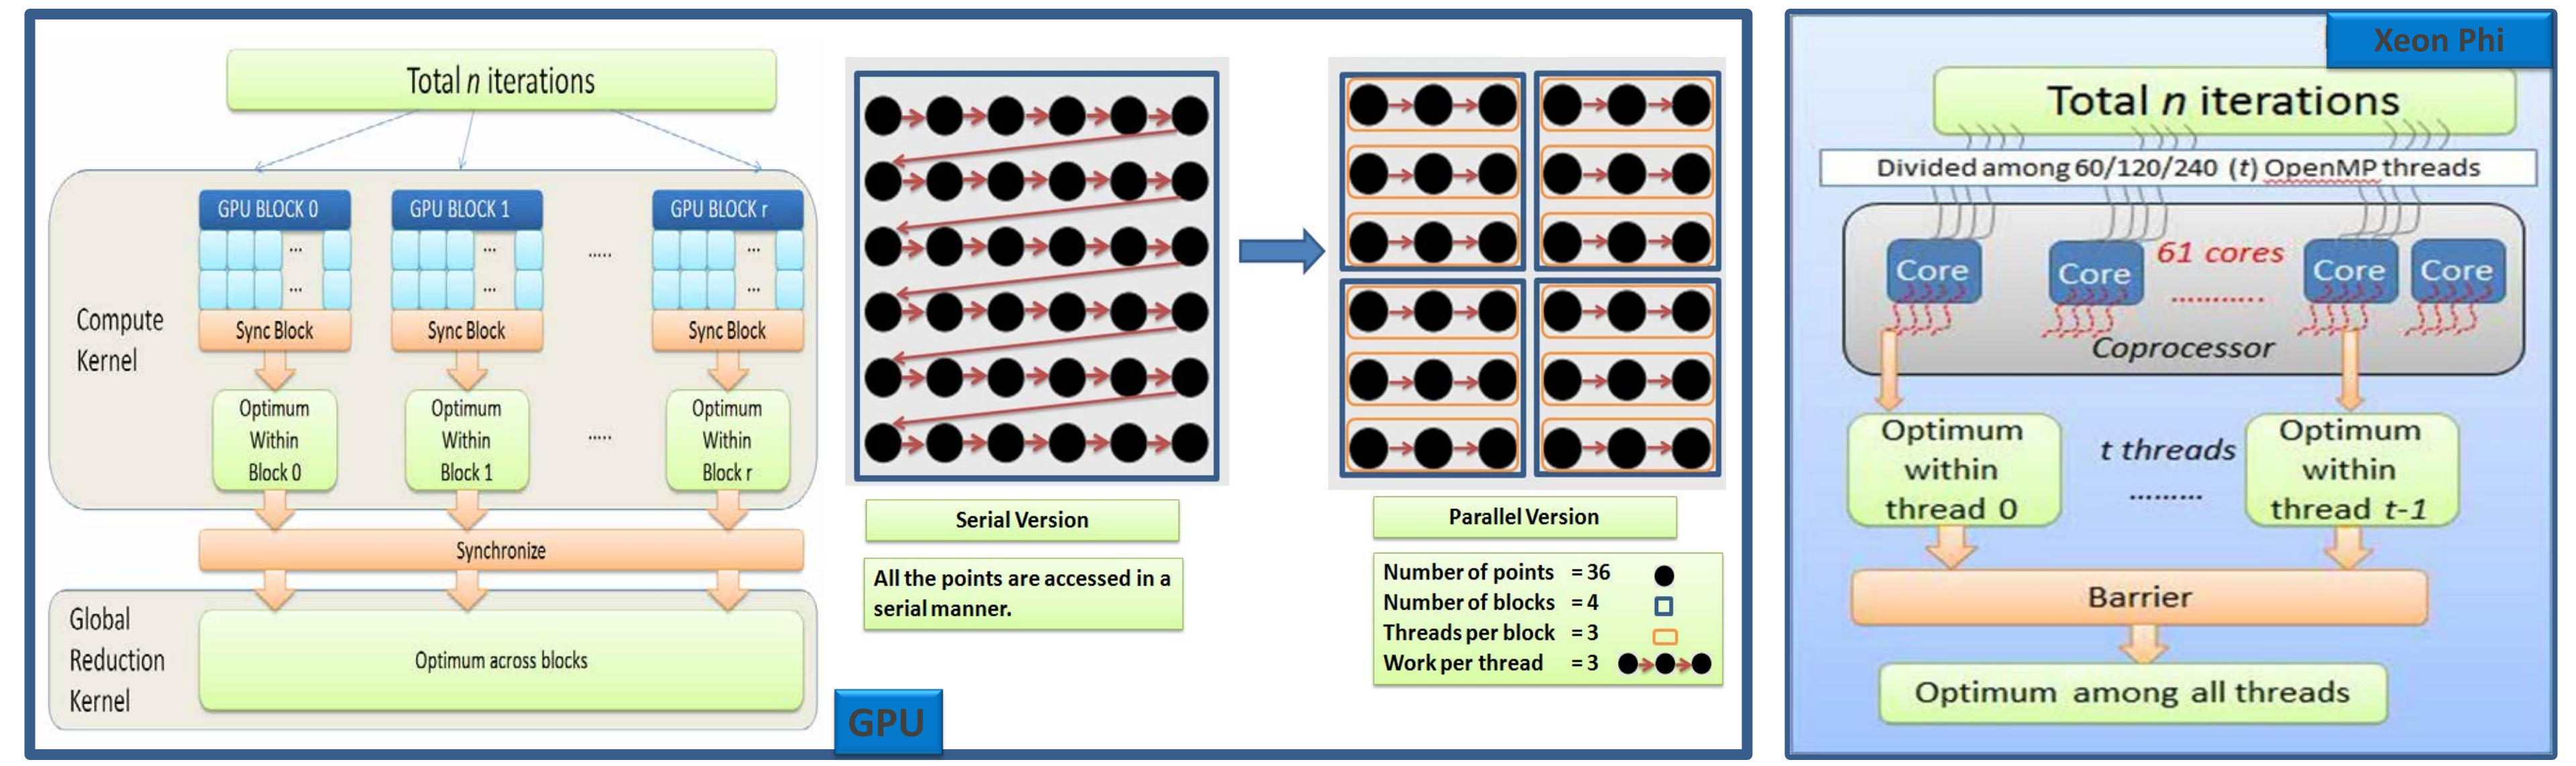 Total n iterations
GPU BLOCK 0
GPU BLOCK 1
GPU BLOCK r
...
...
...
...
...
...
.....
Sync Block
Sync Block
Sync Block
Compute
Kernel
Optimum
Within
Block 0
Optimum
Within
Block 1
.....
Optimum
Within
Block r
Synchronize
Global
Reduction
Kernel
Optimum across blocks
GPU
Serial Version
All the points are accessed in a
serial manner.
Parallel Version
Number of points = 36
Number of blocks = 4
Threads per block = 3
Work per thread = 3
Xeon Phi
Total n iterations
Divided among 60/120/240 (t) OpenMP threads
Core
Core
61 cores
...........
Core
Core
Coprocessor
Optimum
within
thread 0
t threads
.........
Optimum
within
thread t-1
Barrier
Optimum among all threads